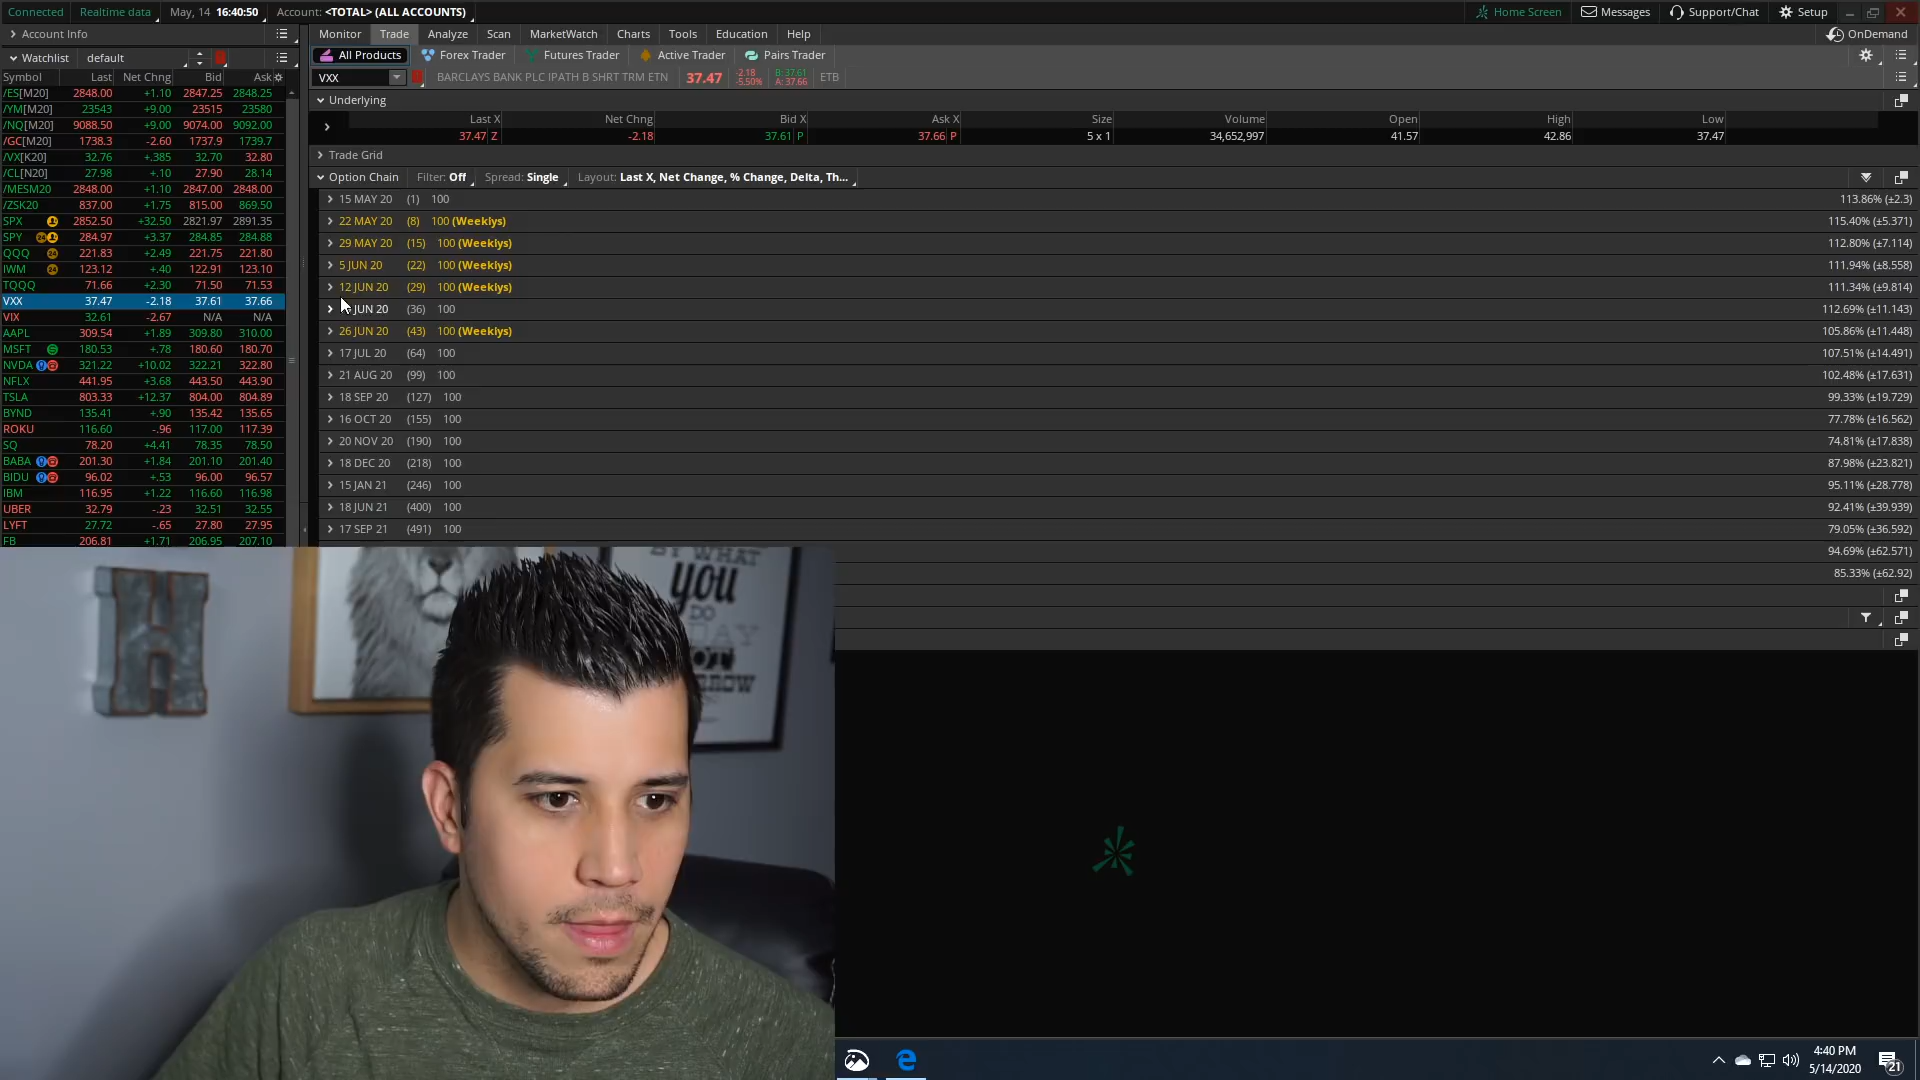 Connected Realtime data May, 14 16:40:50 Account: <TOTAL> (ALL ACCOUNTS) Home Screen Messages Support/Chat Setup
Account Info Monitor Trade Analyze Scan MarketWatch Charts Tools Education Help OnDemand
Watchlist default All Products Forex Trader Futures Trader Active Trader Pairs Trader
Symbol Last Net Chng Bid Ask VXX BARCLAYS BANK PLC IPATH B SHRT TRM ETN 37.47 -2.18 -5.50% B: 37.61 A: 37.66 ETB
Underlying
Last X Net Chng Bid X Ask X Size Volume Open High Low
37.47 Z -2.18 37.61 P 37.66 P 5 x 1 34,652,997 41.57 42.86 37.47
Trade Grid
Option Chain Filter: Off Spread: Single Layout: Last X, Net Change, % Change, Delta, Th...
/ES[M20] 2848.00 +1.10 2847.25 2848.25
/YM[M20] 23543 +9.00 23515 23580
/NQ[M20] 9088.50 +9.00 9074.00 9092.00
/GC[M20] 1738.3 -2.60 1737.9 1739.7
/VX[K20] 32.76 +.385 32.70 32.80
/CL[N20] 27.98 +.10 27.90 28.14
/MESM20 2848.00 +1.10 2847.00 2848.00
/ZSK20 837.00 +1.75 815.00 869.50
SPX 2852.50 +32.50 2821.97 2891.35
SPY 284.97 +3.37 284.85 284.88
QQQ 221.83 +2.49 221.75 221.80
IWM 123.12 +.40 122.91 123.10
TQQQ 71.66 +2.30 71.50 71.53
VXX 37.47 -2.18 37.61 37.66
VIX 32.61 -2.67 N/A N/A
AAPL 309.54 +1.89 309.80 310.00
MSFT 180.53 +.78 180.60 180.70
NVDA 321.22 +10.02 322.21 322.80
NFLX 441.95 +3.68 443.50 443.90
TSLA 803.33 +12.37 804.00 804.89
BYND 135.41 +.90 135.42 135.65
ROKU 116.60 -.96 117.00 117.39
SQ 78.20 +4.41 78.35 78.50
BABA 201.30 +1.84 201.10 201.40
BIDU 96.02 +.53 96.00 96.57
IBM 116.95 +1.22 116.60 116.98
UBER 32.79 -.23 32.51 32.55
LYFT 27.72 -.65 27.80 27.95
FB 206.81 +1.71 206.95 207.10
15 MAY 20 (1) 100 113.86% (±2.3)
22 MAY 20 (8) 100 (Weeklys) 115.40% (±5.371)
29 MAY 20 (15) 100 (Weeklys) 112.80% (±7.114)
5 JUN 20 (22) 100 (Weeklys) 111.94% (±8.558)
12 JUN 20 (29) 100 (Weeklys) 111.34% (±9.814)
JUN 20 (36) 100 112.69% (±11.143)
26 JUN 20 (43) 100 (Weeklys) 105.86% (±11.448)
17 JUL 20 (64) 100 107.51% (±14.491)
21 AUG 20 (99) 100 102.48% (±17.631)
18 SEP 20 (127) 100 99.33% (±19.729)
16 OCT 20 (155) 100 77.78% (±16.562)
20 NOV 20 (190) 100 74.81% (±17.838)
18 DEC 20 (218) 100 87.98% (±23.821)
15 JAN 21 (246) 100 95.11% (±28.778)
18 JUN 21 (400) 100 92.41% (±39.939)
17 SEP 21 (491) 100 79.05% (±36.592)
94.69% (±62.571)
85.33% (±62.92)
H
BY WHAT
you
DO
4:40 PM
5/14/2020
21